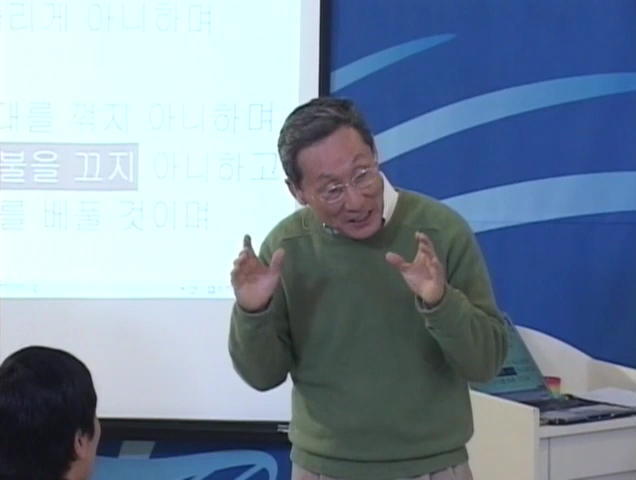 리게 아니하며
대를 꺽지 아니하며
불을 끄지 아니하고
를 베풀 것이며